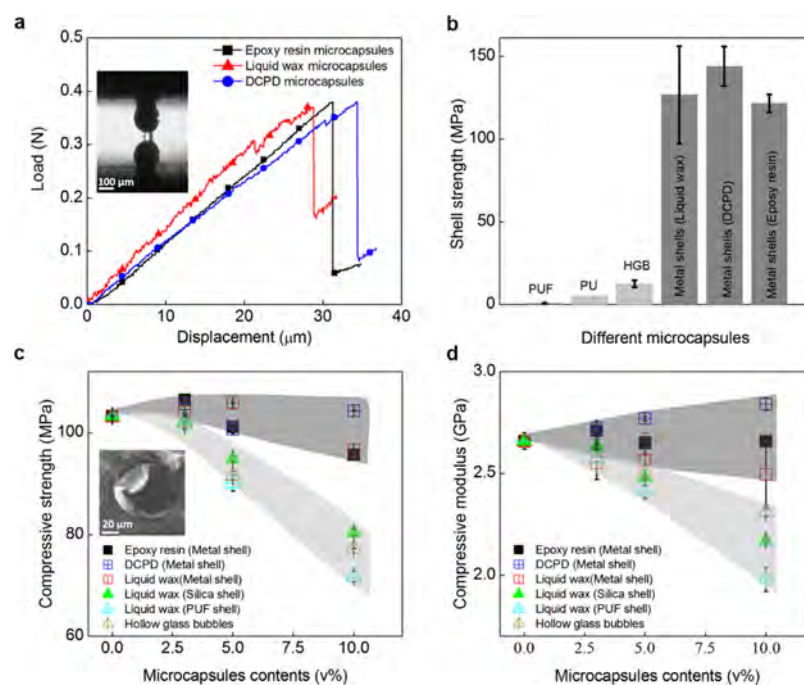 a
0.5
0.4
0.3
0.2
0.1
0.0
Load (N)
Epoxy resin microcapsules
Liquid wax microcapsules
DCPD microcapsules
100 μm
0
10
20
30
40
Displacement (μm)
b
150
100
50
0
Shell strength (MPa)
PUF
PU
HGB
Metal shells (Liquid wax)
Metal shells (DCPD)
Metal shells (Epoxy resin)
Different microcapsules
c
100
80
60
Compressive strength (MPa)
20 μm
Epoxy resin (Metal shell)
DCPD (Metal shell)
Liquid wax(Metal shell)
Liquid wax (Silica shell)
Liquid wax (PUF shell)
Hollow glass bubbles
0.0
2.5
5.0
7.5
10.0
Microcapsules contents (v%)
d
3.0
2.5
2.0
Compressive modulus (GPa)
Epoxy resin (Metal shell)
DCPD (Metal shell)
Liquid wax(Metal shell)
Liquid wax (Silica shell)
Liquid wax (PUF shell)
Hollow glass bubbles
0.0
2.5
5.0
7.5
10.0
Microcapsules contents (v%)